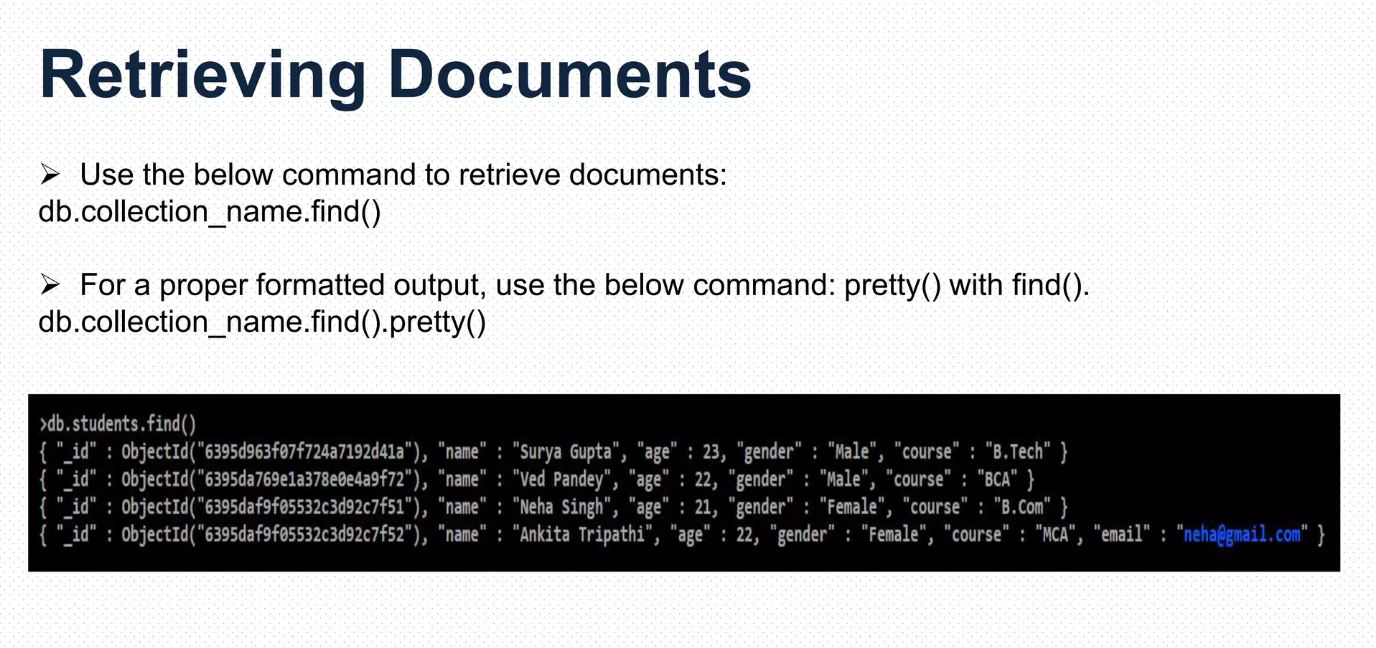 Retrieving Documents
➢ Use the below command to retrieve documents:
db.collection_name.find()
➢ For a proper formatted output, use the below command: pretty() with find().
db.collection_name.find().pretty()
>db.students.find()
{ "_id" : ObjectId("6395d963f07f724a7192d41a"), "name" : "Surya Gupta", "age" : 23, "gender" : "Male", "course" : "B.Tech" }
{ "_id" : ObjectId("6395da769e1a378e0e4a9f72"), "name" : "Ved Pandey", "age" : 22, "gender" : "Male", "course" : "BCA" }
{ "_id" : ObjectId("6395daf9f05532c3d92c7f51"), "name" : "Neha Singh", "age" : 21, "gender" : "Female", "course" : "B.Com" }
{ "_id" : ObjectId("6395daf9f05532c3d92c7f52"), "name" : "Ankita Tripathi", "age" : 22, "gender" : "Female", "course" : "MCA", "email" : "neha@gmail.com" }